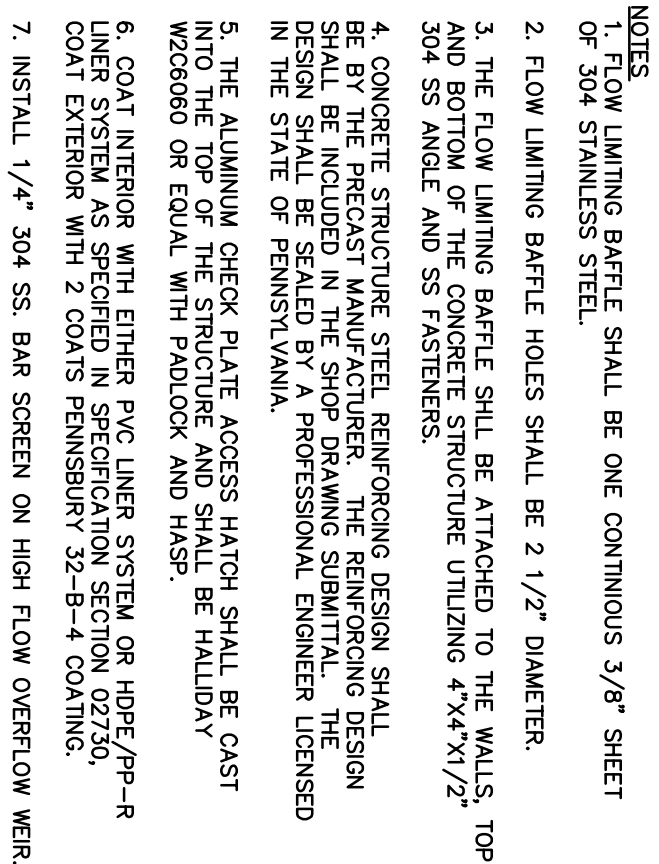 NOTES
1. FLOW LIMITING BAFFLE SHALL BE ONE CONTINIOUS 3/8" SHEET
OF 304 STAINLESS STEEL.
2. FLOW LIMITING BAFFLE HOLES SHALL BE 2 1/2" DIAMETER.
3. THE FLOW LIMITING BAFFLE SHLL BE ATTACHED TO THE WALLS, TOP
AND BOTTOM OF THE CONCRETE STRUCTURE UTILIZING 4"X4"X1/2"
304 SS ANGLE AND SS FASTENERS.
4. CONCRETE STRUCTURE STEEL REINFORCING DESIGN SHALL
BE BY THE PRECAST MANUFACTURER. THE REINFORCING DESIGN
SHALL BE INCLUDED IN THE SHOP DRAWING SUBMITTAL. THE
DESIGN SHALL BE SEALED BY A PROFESSIONAL ENGINEER LICENSED
IN THE STATE OF PENNSYLVANIA.
5. THE ALUMINUM CHECK PLATE ACCESS HATCH SHALL BE CAST
INTO THE TOP OF THE STRUCTURE AND SHALL BE HALLIDAY
W2C6060 OR EQUAL WITH PADLOCK AND HASP.
6. COAT INTERIOR WITH EITHER PVC LINER SYSTEM OR HDPE/PP-R
LINER SYSTEM AS SPECIFIED IN SPECIFICATION SECTION 02730,
COAT EXTERIOR WITH 2 COATS PENNSBURY 32-B-4 COATING.
7. INSTALL 1/4" 304 SS. BAR SCREEN ON HIGH FLOW OVERFLOW WEIR.